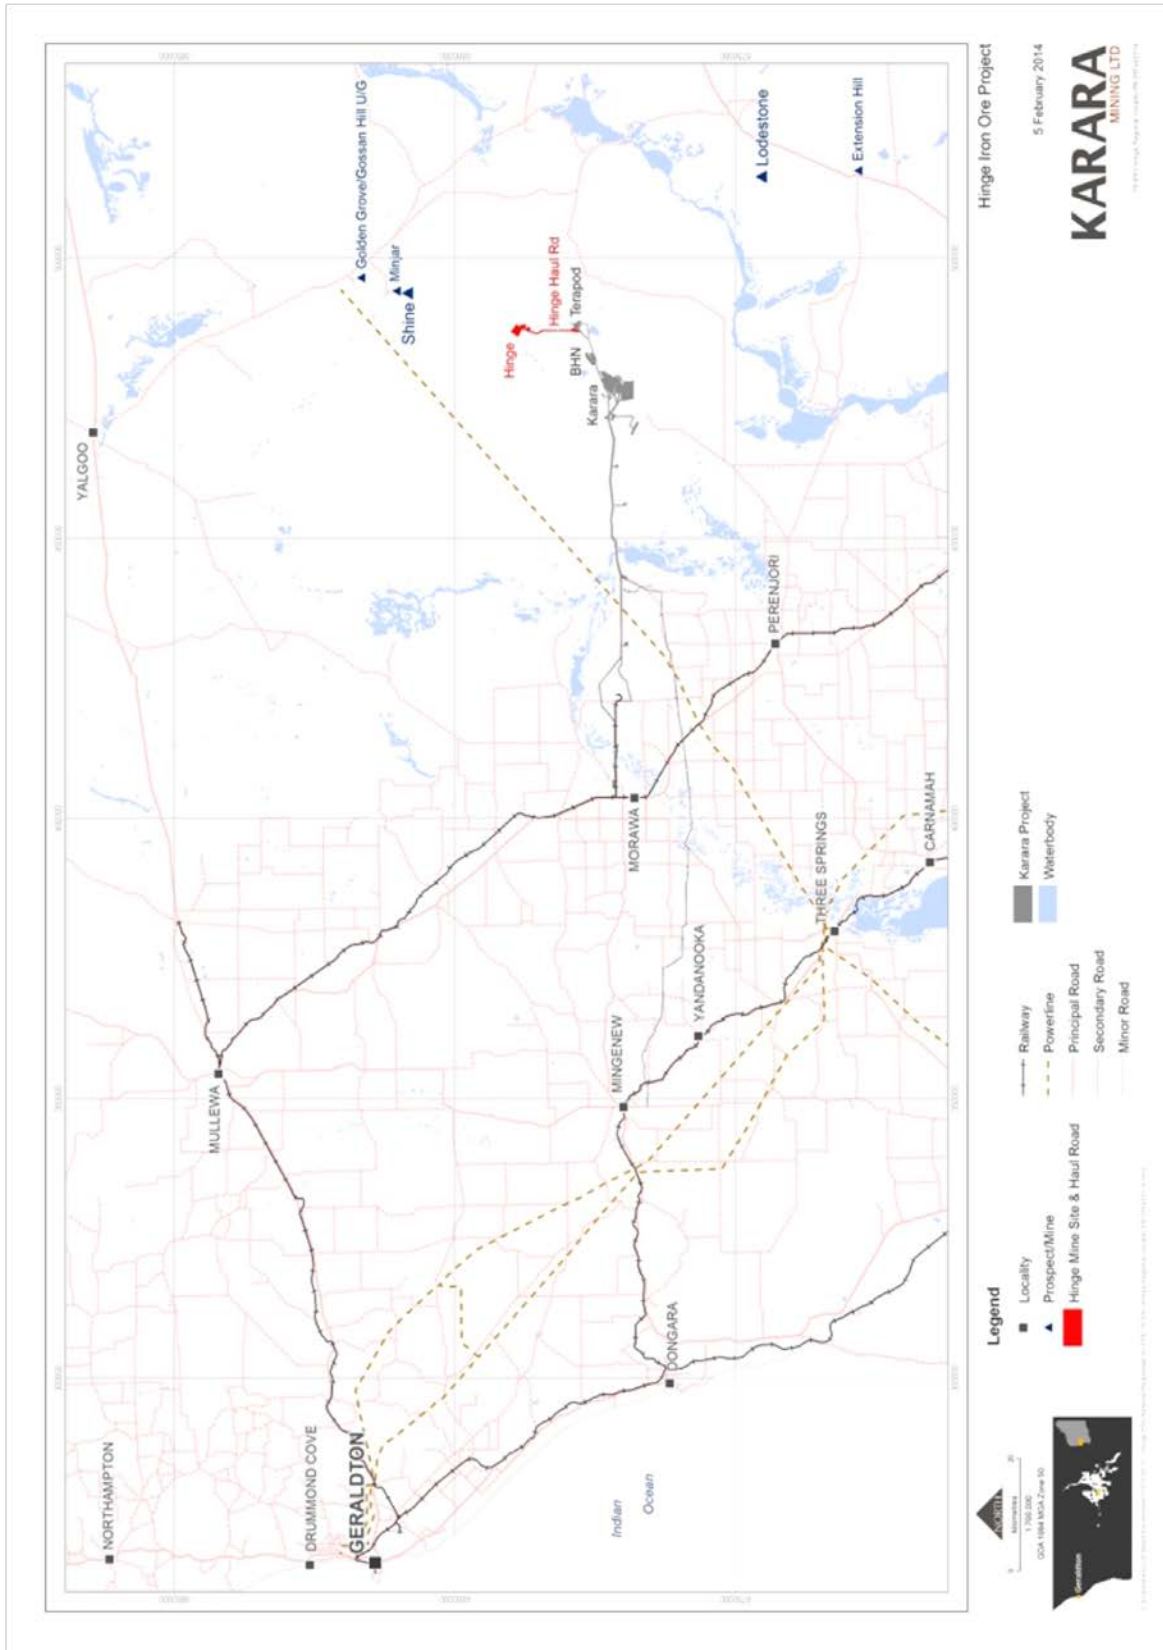 YALGOO
Golden Grove/Gossan Hill U/G
Minjar
Shine
Hinge
Hinge Haul Rd
Terapod
BHN
Karara
Lodestone
Extension Hill
NORTHAMPTON
DRUMMOND COVE
GERALDTON
MULLEWA
MORAWA
PERENJORI
MINGENEW
YANDANOOKA
THREE SPRINGS
CARNAMAH
DONGARA
Indian
Ocean
NORTH
Kilometres
0 20
GDA 1994 MGA Zone 50
Geraldton
Legend
Locality
Prospect/Mine
Hinge Mine Site & Haul Road
Railway
Powerline
Principal Road
Secondary Road
Minor Road
Karara Project
Waterbody
Hinge Iron Ore Project
5 February 2014
KARARA
MINING LTD